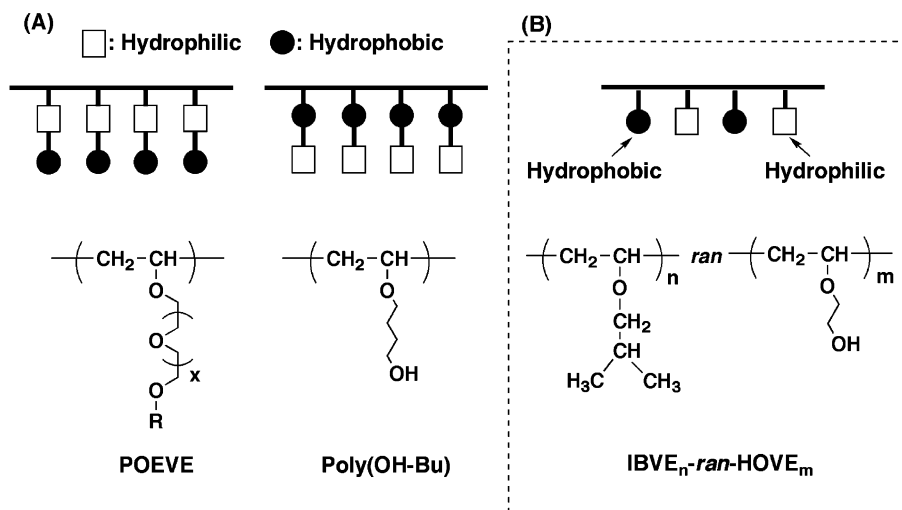 (A)
□: Hydrophilic ●: Hydrophobic
(B)
Hydrophobic Hydrophilic
CH2 CH
O
O
x
O
R
POEVE
CH2 CH
O
OH
Poly(OH-Bu)
CH2 CH n ran CH2 CH m
O O
CH2
CH OH
H3C CH3
IBVEn-ran-HOVEm